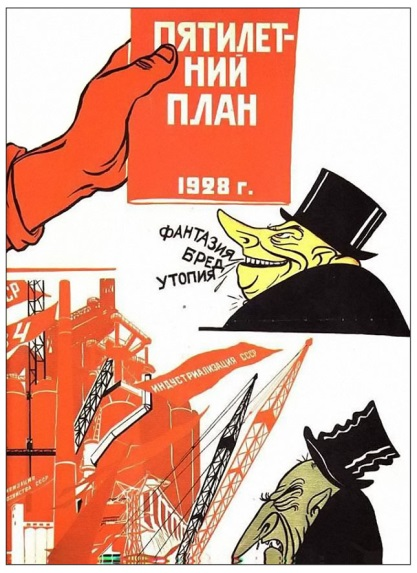 ПЯТИЛЕТ-
НИЙ
ПЛАН
1928 г.
ФАНТАЗИЯ
БРЕД
УТОПИЯ
ИНДУСТРИАЛИЗАЦИЯ СССР